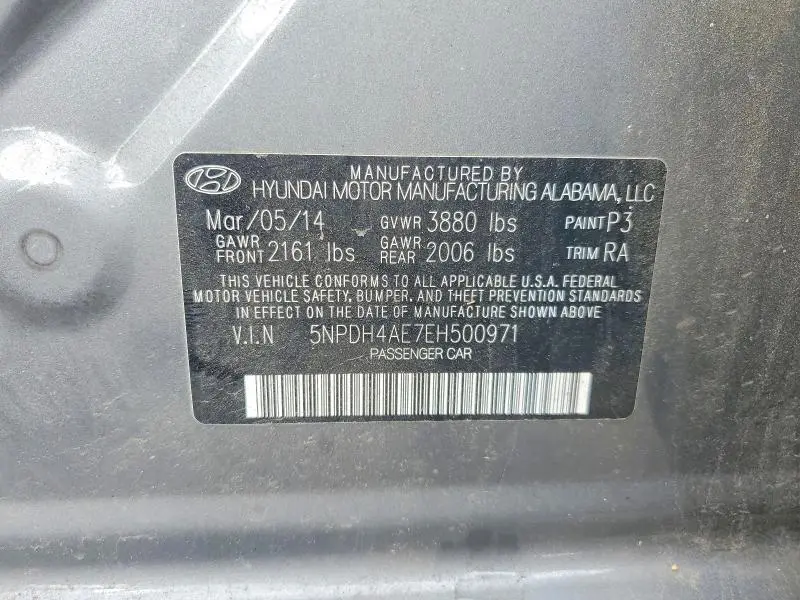 MANUFACTURED BY
HYUNDAI MOTOR MANUFACTURING ALABAMA, LLC
Mar/05/14 GVWR 3880 lbs PAINT P3
GAWR FRONT 2161 lbs GAWR REAR 2006 lbs TRIM RA
THIS VEHICLE CONFORMS TO ALL APPLICABLE U.S.A. FEDERAL
MOTOR VEHICLE SAFETY, BUMPER, AND THEFT PREVENTION STANDARDS
IN EFFECT ON THE DATE OF MANUFACTURE SHOWN ABOVE
V.I.N 5NPDH4AE7EH500971
PASSENGER CAR